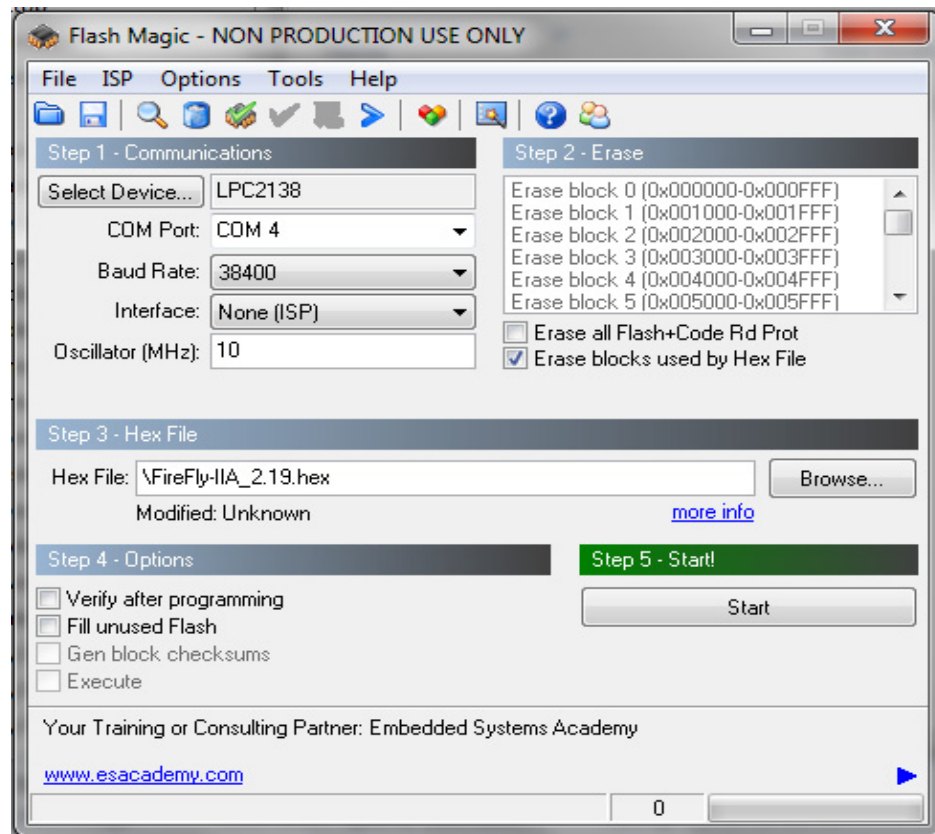 Flash Magic - NON PRODUCTION USE ONLY
File ISP Options Tools Help
Step 1 - Communications
Select Device... LPC2138
COM Port: COM 4
Baud Rate: 38400
Interface: None (ISP)
Oscillator (MHz): 10
Step 2 - Erase
Erase block 0 (0x000000-0x000FFF)
Erase block 1 (0x001000-0x001FFF)
Erase block 2 (0x002000-0x002FFF)
Erase block 3 (0x003000-0x003FFF)
Erase block 4 (0x004000-0x004FFF)
Erase block 5 (0x005000-0x005FFF)
Erase all Flash+Code Rd Prot
Erase blocks used by Hex File
Step 3 - Hex File
Hex File: \FireFly-IIA_2.19.hex Browse...
Modified: Unknown more info
Step 4 - Options
Verify after programming
Fill unused Flash
Gen block checksums
Execute
Step 5 - Start!
Start
Your Training or Consulting Partner: Embedded Systems Academy
www.esacademy.com
0